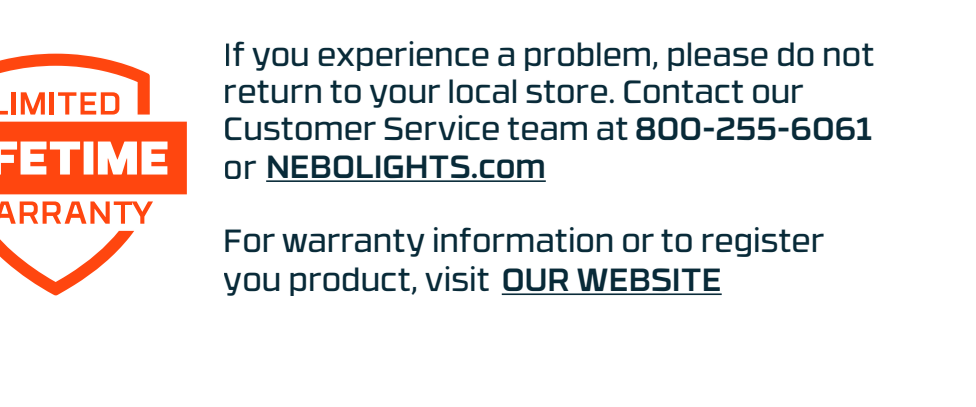 LIMITED
FETIME
ARRANTY
If you experience a problem, please do not
return to your local store. Contact our
Customer Service team at 800-255-6061
or NEBOLIGHTS.com
For warranty information or to register
you product, visit OUR WEBSITE